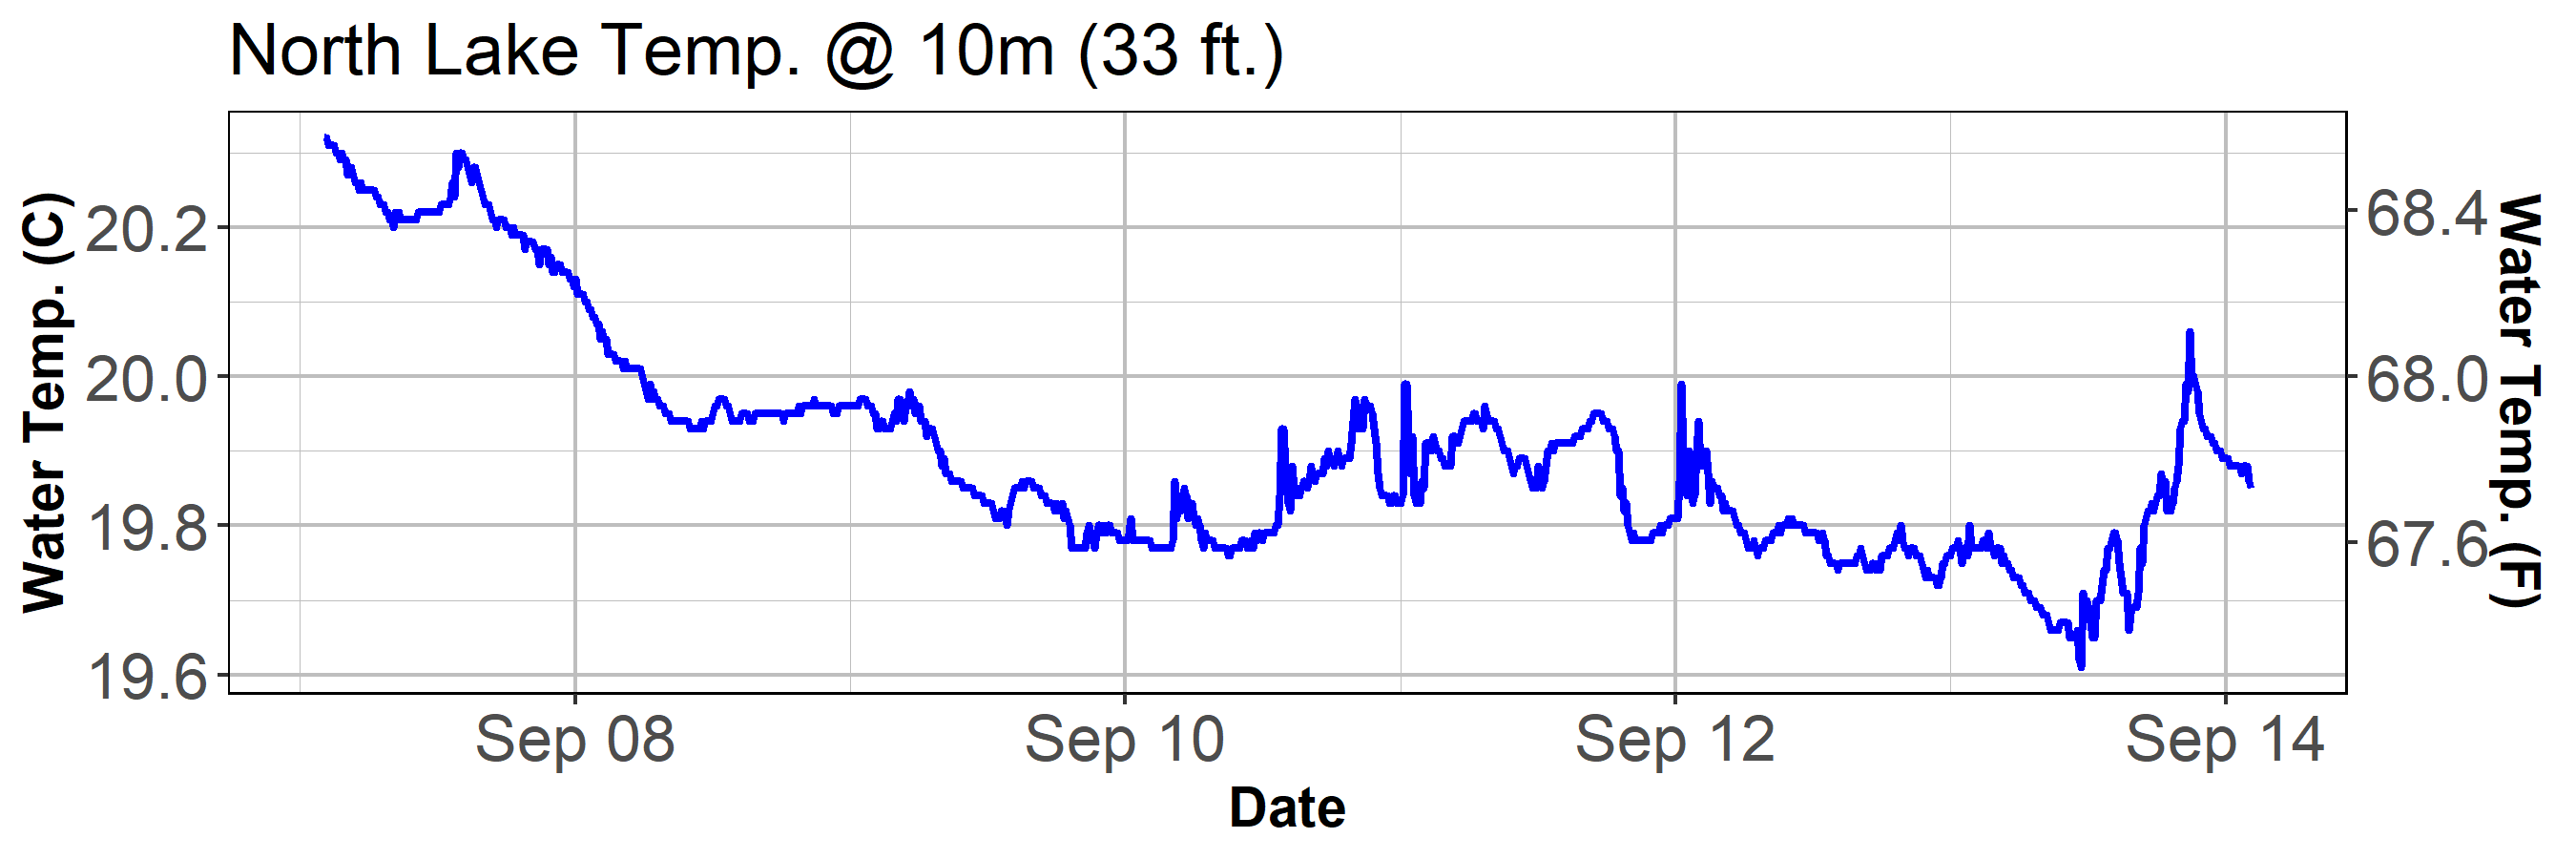 North Lake Temp. @ 10m (33 ft.)
Water Temp. (C)
20.2
20.0
19.8
19.6
68.4
68.0
67.6
Water Temp. (F)
Sep 08 Sep 10 Sep 12 Sep 14
Date